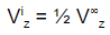 Vⁱz = ½ V∞z